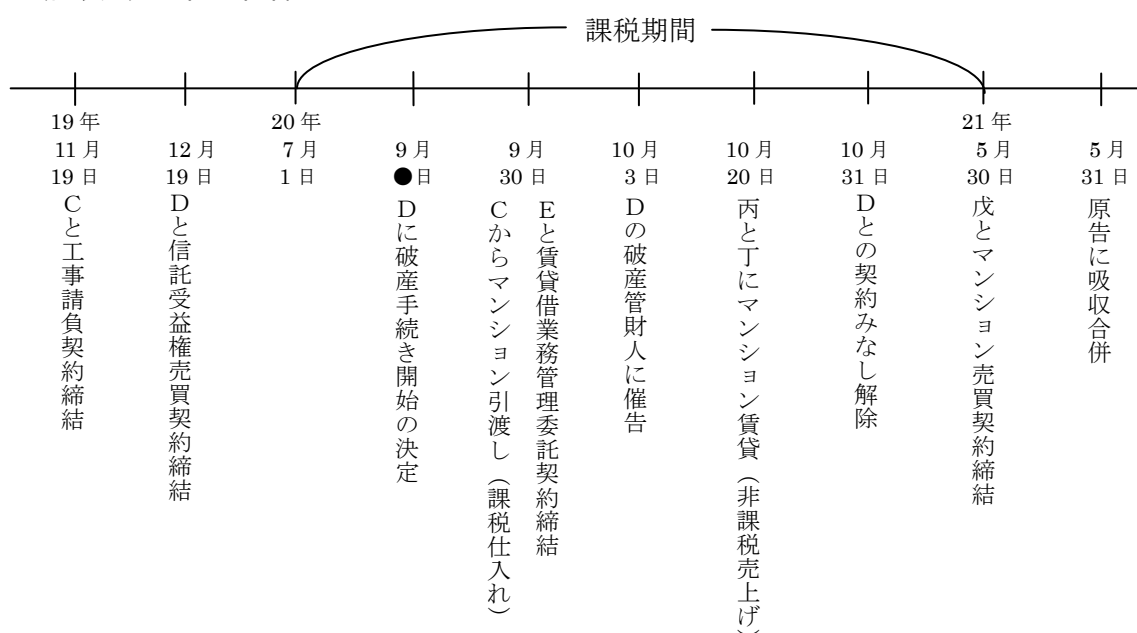 課税期間
19年
11月
19日
Cと工事請負契約締結
12月
19日
Dと信託受益権売買契約締結
20年
7月
1日
9月
●日
Dに破産手続き開始の決定
9月
30日
Eと賃貸借業務管理委託契約締結
Cからマンション引渡し（課税仕入れ）
10月
3日
Dの破産管財人に催告
10月
20日
丙と丁にマンション賃貸（非課税売上げ）
10月
31日
Dとの契約みなし解除
21年
5月
30日
戊とマンション売買契約締結
5月
31日
原告に吸収合併